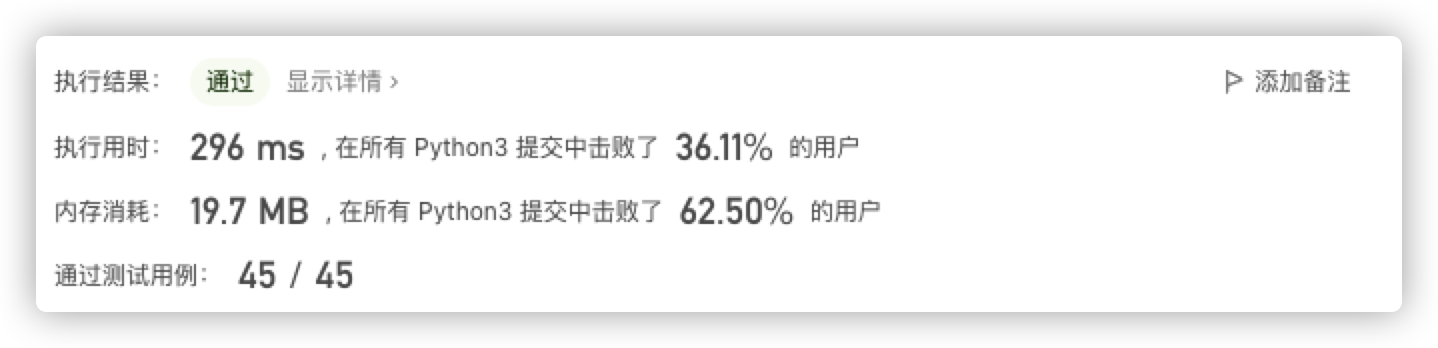 执行结果： 通过 显示详情 › 添加备注
执行用时： 296 ms , 在所有 Python3 提交中击败了 36.11% 的用户
内存消耗： 19.7 MB , 在所有 Python3 提交中击败了 62.50% 的用户
通过测试用例： 45 / 45